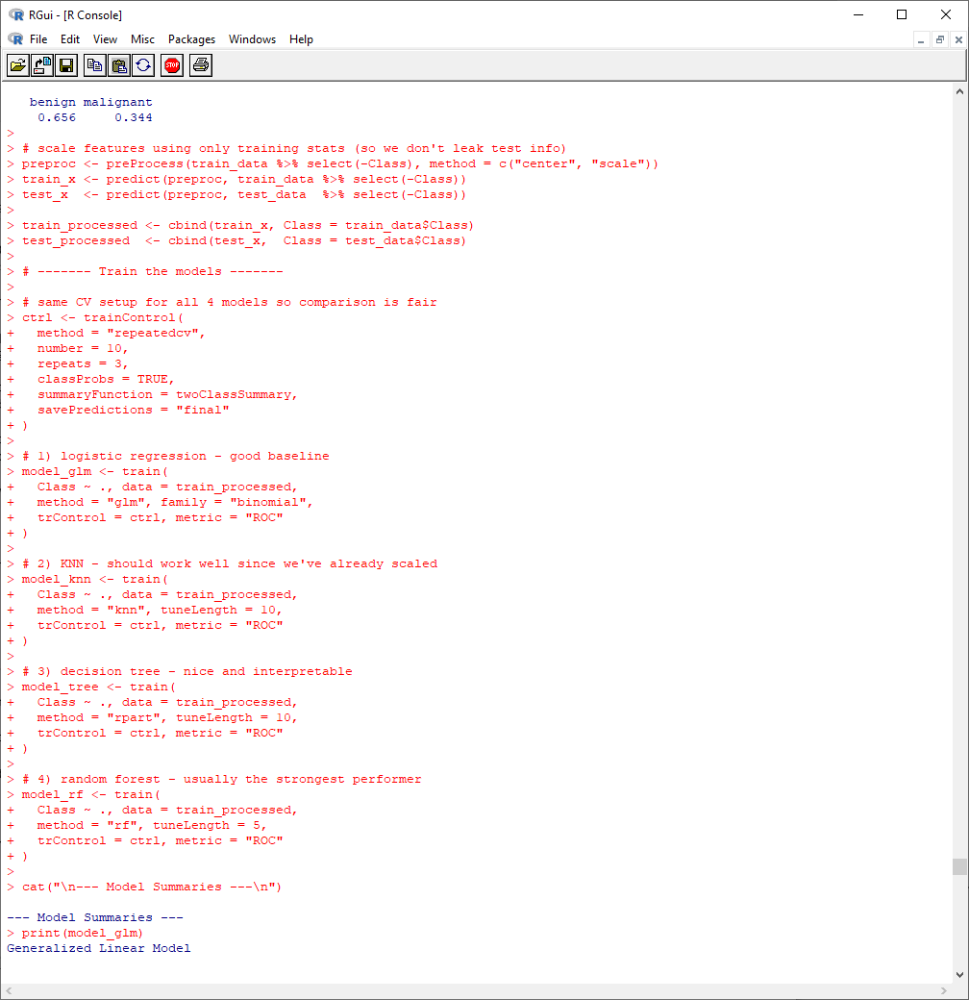 RGui - [R Console]
File Edit View Misc Packages Windows Help
STOP
   benign malignant
    0.656     0.344
>
> # scale features using only training stats (so we don't leak test info)
> preproc <- preProcess(train_data %>% select(-Class), method = c("center", "scale"))
> train_x <- predict(preproc, train_data %>% select(-Class))
> test_x  <- predict(preproc, test_data  %>% select(-Class))
>
> train_processed <- cbind(train_x, Class = train_data$Class)
> test_processed  <- cbind(test_x,  Class = test_data$Class)
>
> # ------- Train the models -------
>
> # same CV setup for all 4 models so comparison is fair
> ctrl <- trainControl(
+   method = "repeatedcv",
+   number = 10,
+   repeats = 3,
+   classProbs = TRUE,
+   summaryFunction = twoClassSummary,
+   savePredictions = "final"
+ )
>
> # 1) logistic regression - good baseline
> model_glm <- train(
+   Class ~ ., data = train_processed,
+   method = "glm", family = "binomial",
+   trControl = ctrl, metric = "ROC"
+ )
>
> # 2) KNN - should work well since we've already scaled
> model_knn <- train(
+   Class ~ ., data = train_processed,
+   method = "knn", tuneLength = 10,
+   trControl = ctrl, metric = "ROC"
+ )
>
> # 3) decision tree - nice and interpretable
> model_tree <- train(
+   Class ~ ., data = train_processed,
+   method = "rpart", tuneLength = 10,
+   trControl = ctrl, metric = "ROC"
+ )
>
> # 4) random forest - usually the strongest performer
> model_rf <- train(
+   Class ~ ., data = train_processed,
+   method = "rf", tuneLength = 5,
+   trControl = ctrl, metric = "ROC"
+ )
>
> cat("\n--- Model Summaries ---\n")

--- Model Summaries ---
> print(model_glm)
Generalized Linear Model